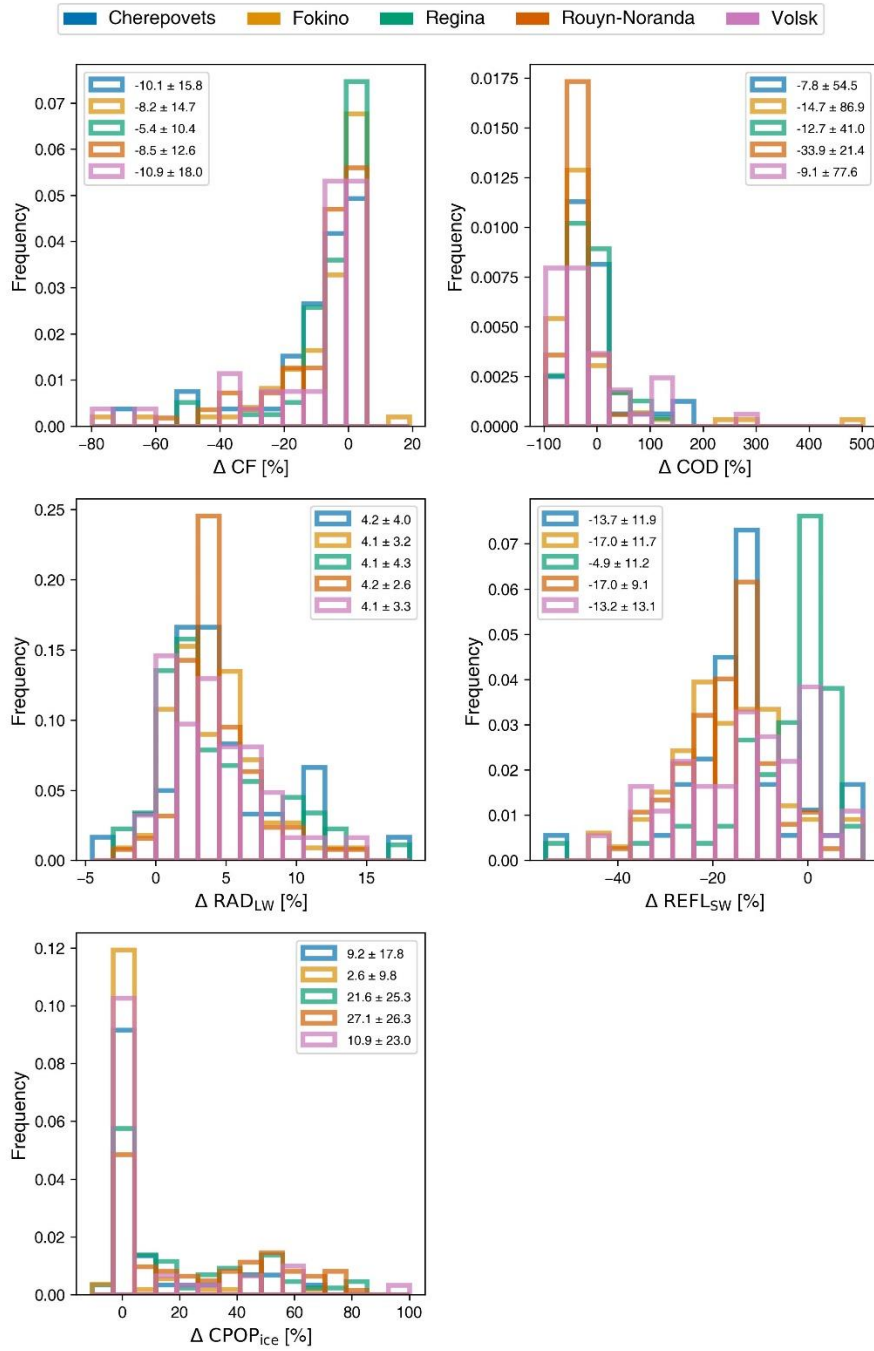 Cherepovets Fokino Regina Rouyn-Noranda Volsk
-10.1 ± 15.8
-8.2 ± 14.7
-5.4 ± 10.4
-8.5 ± 12.6
-10.9 ± 18.0
Frequency
0.07
0.06
0.05
0.04
0.03
0.02
0.01
0.00
−80 −60 −40 −20 0 20
Δ CF [%]
-7.8 ± 54.5
-14.7 ± 86.9
-12.7 ± 41.0
-33.9 ± 21.4
-9.1 ± 77.6
Frequency
0.0175
0.0150
0.0125
0.0100
0.0075
0.0050
0.0025
0.0000
−100 0 100 200 300 400 500
Δ COD [%]
4.2 ± 4.0
4.1 ± 3.2
4.1 ± 4.3
4.2 ± 2.6
4.1 ± 3.3
Frequency
0.25
0.20
0.15
0.10
0.05
0.00
−5 0 5 10 15
Δ RAD_LW [%]
-13.7 ± 11.9
-17.0 ± 11.7
-4.9 ± 11.2
-17.0 ± 9.1
-13.2 ± 13.1
Frequency
0.07
0.06
0.05
0.04
0.03
0.02
0.01
0.00
−40 −20 0
Δ REFL_SW [%]
9.2 ± 17.8
2.6 ± 9.8
21.6 ± 25.3
27.1 ± 26.3
10.9 ± 23.0
Frequency
0.12
0.10
0.08
0.06
0.04
0.02
0.00
0 20 40 60 80 100
Δ CPOP_ice [%]